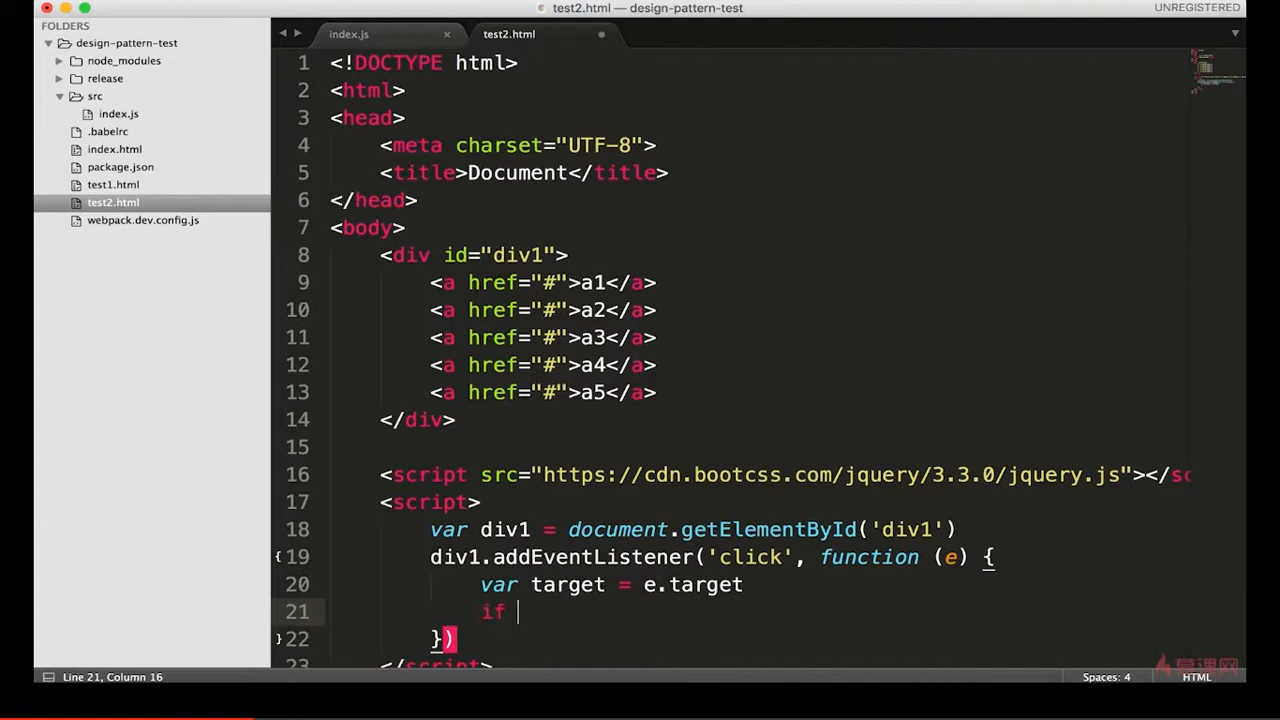 test2.html — design-pattern-test
UNREGISTERED
FOLDERS
design-pattern-test
node_modules
release
src
index.js
.babelrc
index.html
package.json
test1.html
test2.html
webpack.dev.config.js
index.js ×
test2.html
1 <!DOCTYPE html>
2 <html>
3 <head>
4 <meta charset="UTF-8">
5 <title>Document</title>
6 </head>
7 <body>
8 <div id="div1">
9 <a href="#">a1</a>
10 <a href="#">a2</a>
11 <a href="#">a3</a>
12 <a href="#">a4</a>
13 <a href="#">a5</a>
14 </div>
15
16 <script src="https://cdn.bootcss.com/jquery/3.3.0/jquery.js"></sc
17 <script>
18 var div1 = document.getElementById('div1')
19 div1.addEventListener('click', function (e) {
20 var target = e.target
21 if
22 })
23 </script>
慕课网
Line 21, Column 16
Spaces: 4
HTML